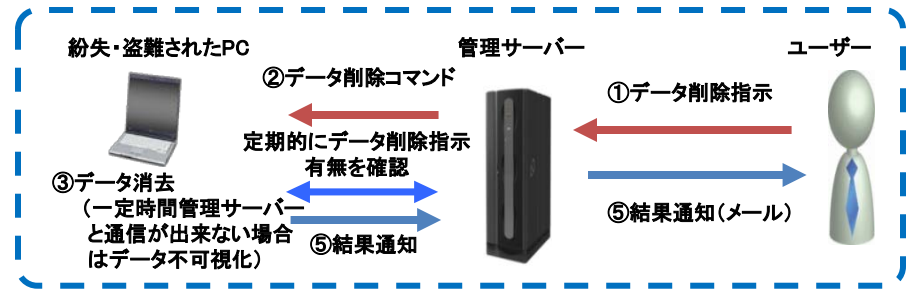 紛失・盗難されたPC
管理サーバー
ユーザー
②データ削除コマンド
①データ削除指示
定期的にデータ削除指示
有無を確認
③データ消去
（一定時間管理サーバー
と通信が出来ない場合
はデータ不可視化）
⑤結果通知
⑤結果通知（メール）